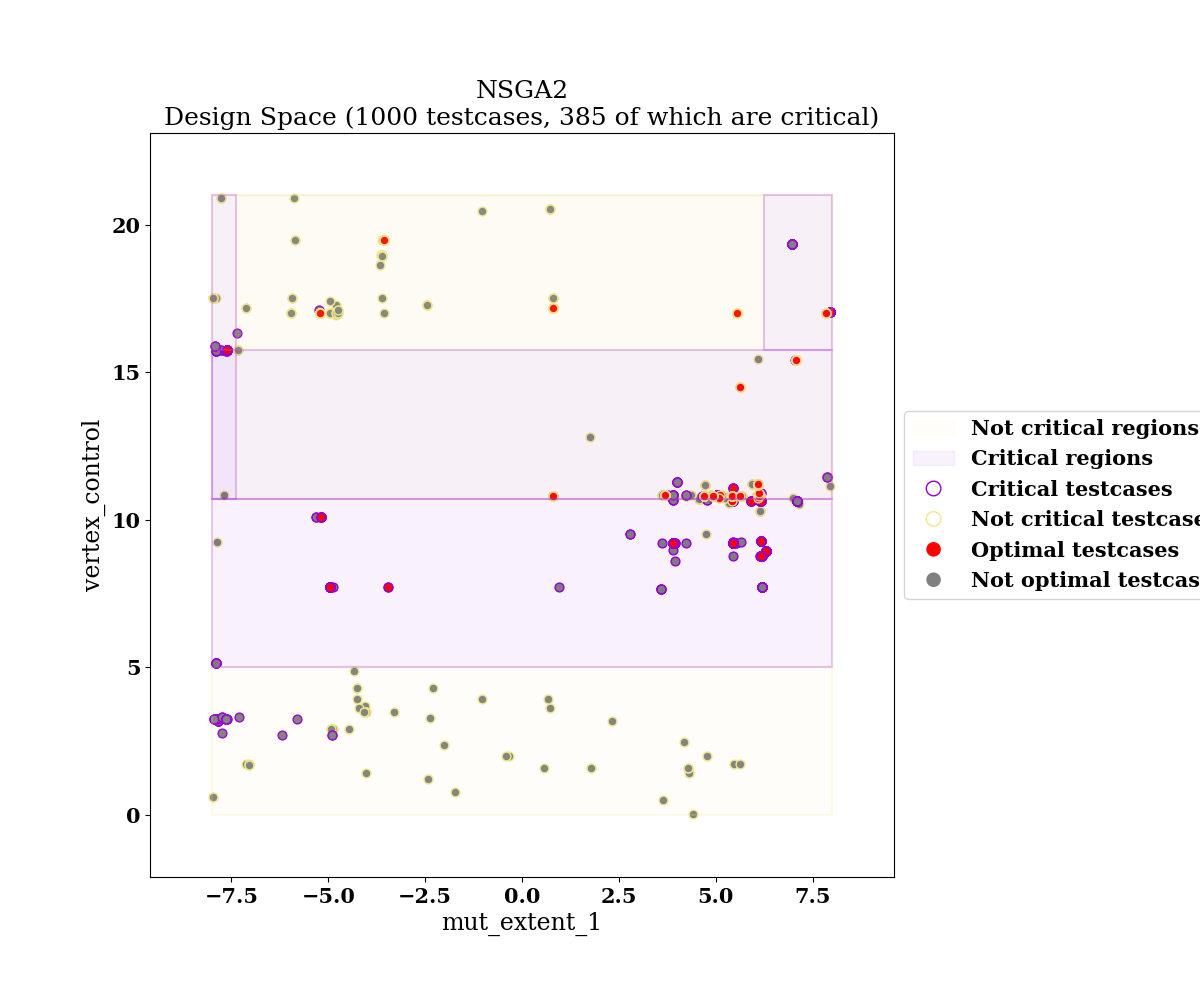 NSGA2
Design Space (1000 testcases, 385 of which are critical)
20
15
10
5
0
vertex_control
−7.5 −5.0 −2.5 0.0 2.5 5.0 7.5
mut_extent_1
Not critical regions
Critical regions
Critical testcases
Not critical testcase
Optimal testcases
Not optimal testcas